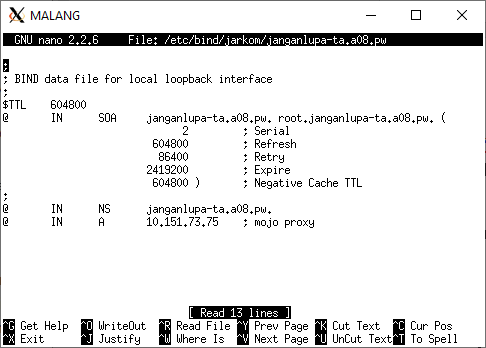 MALANG
GNU nano 2.2.6 File: /etc/bind/jarkom/janganlupa-ta.a08.pw
;
; BIND data file for local loopback interface
;
$TTL 604800
@ IN SOA janganlupa-ta.a08.pw. root.janganlupa-ta.a08.pw. (
2 ; Serial
604800 ; Refresh
86400 ; Retry
2419200 ; Expire
604800 ) ; Negative Cache TTL
;
@ IN NS janganlupa-ta.a08.pw.
@ IN A 10.151.73.75 ; mojo proxy
[ Read 13 lines ]
^G Get Help ^O WriteOut ^R Read File ^Y Prev Page ^K Cut Text ^C Cur Pos
^X Exit ^J Justify ^W Where Is ^V Next Page ^U UnCut Text ^T To Spell